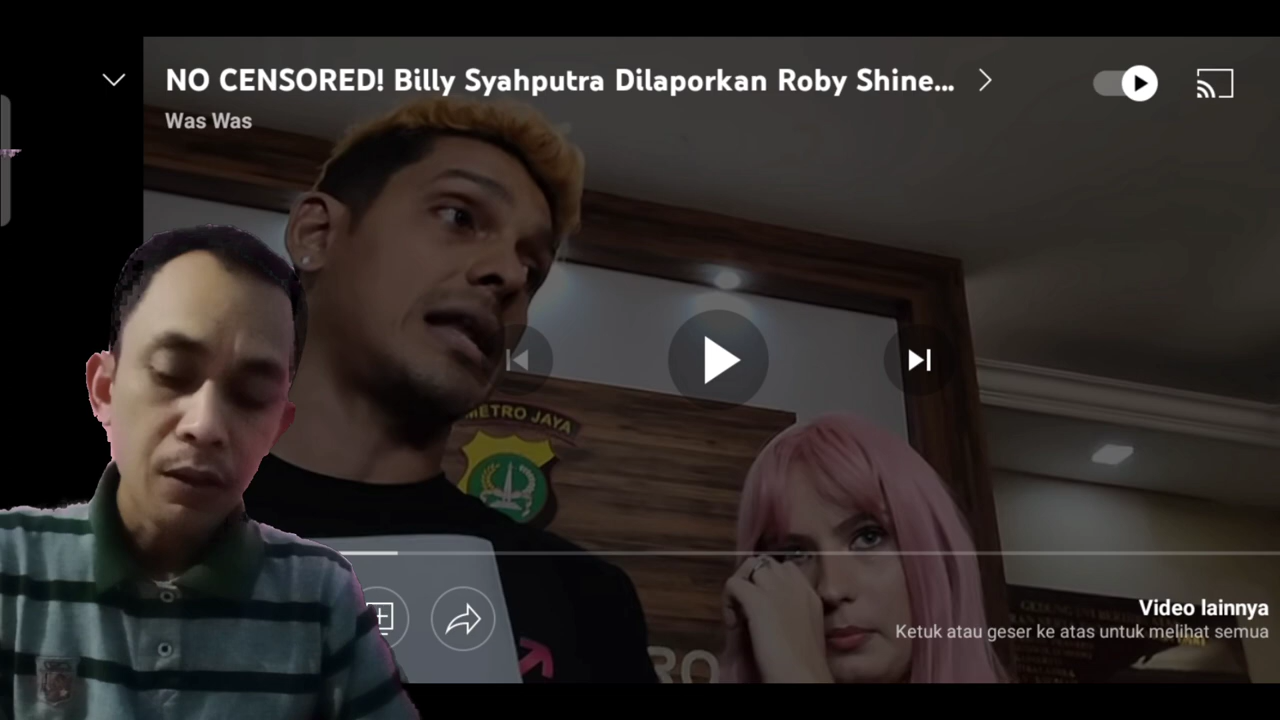 NO CENSORED! Billy Syahputra Dilaporkan Roby Shine...
Was Was
METRO JAYA
RO
Video lainnya
Ketuk atau geser ke atas untuk melihat semua